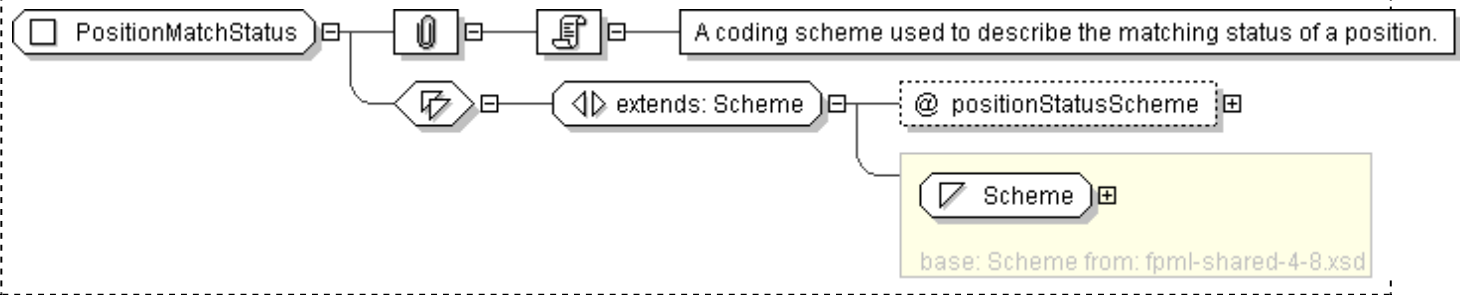 PositionMatchStatus
A coding scheme used to describe the matching status of a position.
extends: Scheme
@ positionStatusScheme
Scheme
base: Scheme from: fpml-shared-4-8.xsd